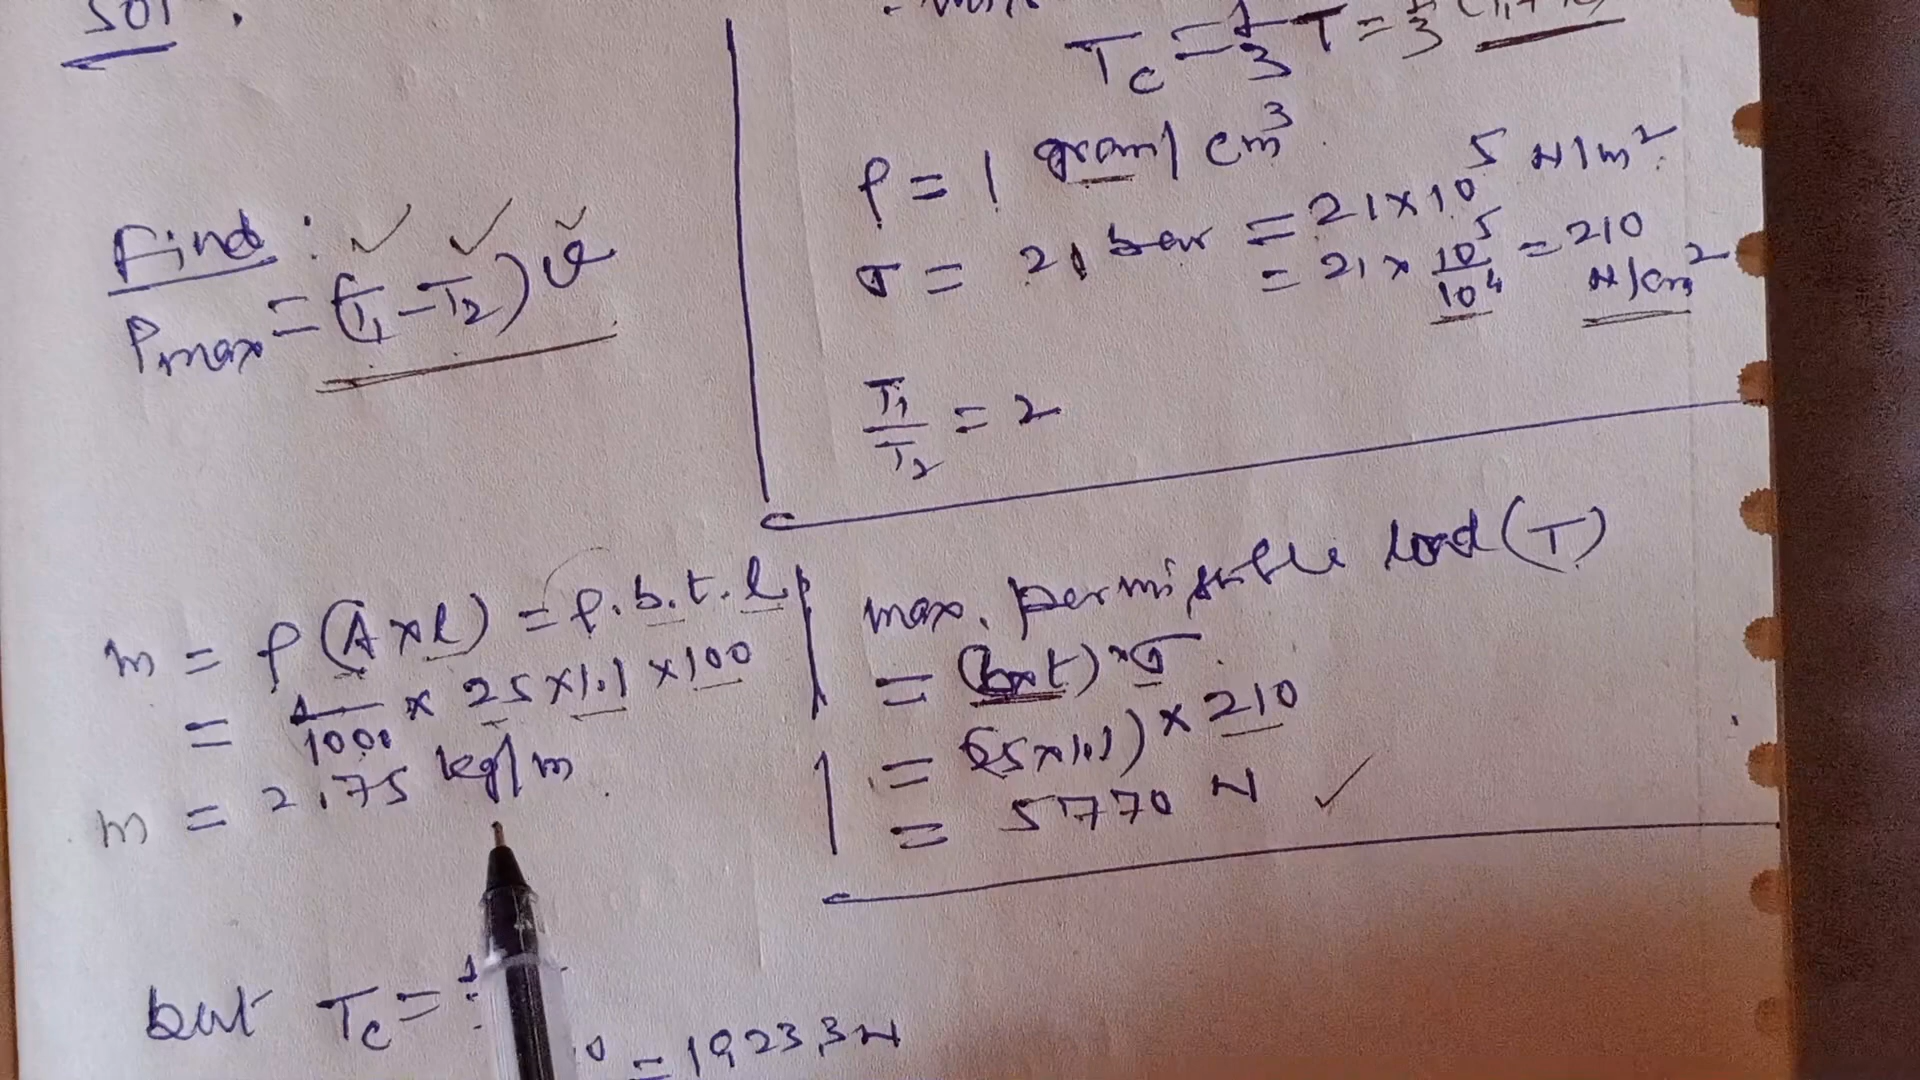 Sol.
Tc = 1/3 T = 1/3
ρ = 1 gram/cm³
σ = 21 bar = 21×10⁵ N/m²
= 21 × 10⁵/10⁴ = 210 N/cm²
T₁/T₂ = 2
Find:
Pmax = (T₁-T₂)v
m = ρ(A×l) = ρ.b.t.l
= 1/1000 × 25×1.1×100
m = 2.75 kg/m
max. permissible load (T)
= (b×t)×σ
= (25×1.1)×210
= 5770 N
but Tc = 1
= 1923.3N